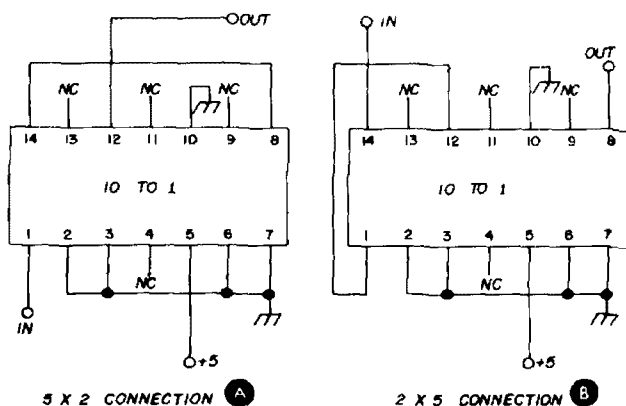 OUT
NC NC NC
14 13 12 11 10 9 8
10 TO 1
1 2 3 4 5 6 7
NC
IN
+5
5 X 2 CONNECTION A
IN
OUT
NC NC NC
14 13 12 11 10 9 8
10 TO 1
1 2 3 4 5 6 7
NC
+5
2 X 5 CONNECTION B